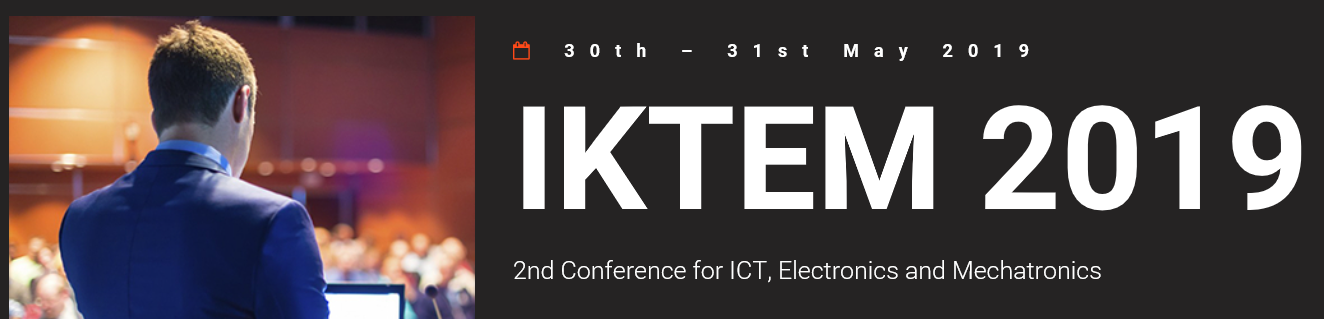 30th – 31st May 2019
IKTEM 2019
2nd Conference for ICT, Electronics and Mechatronics